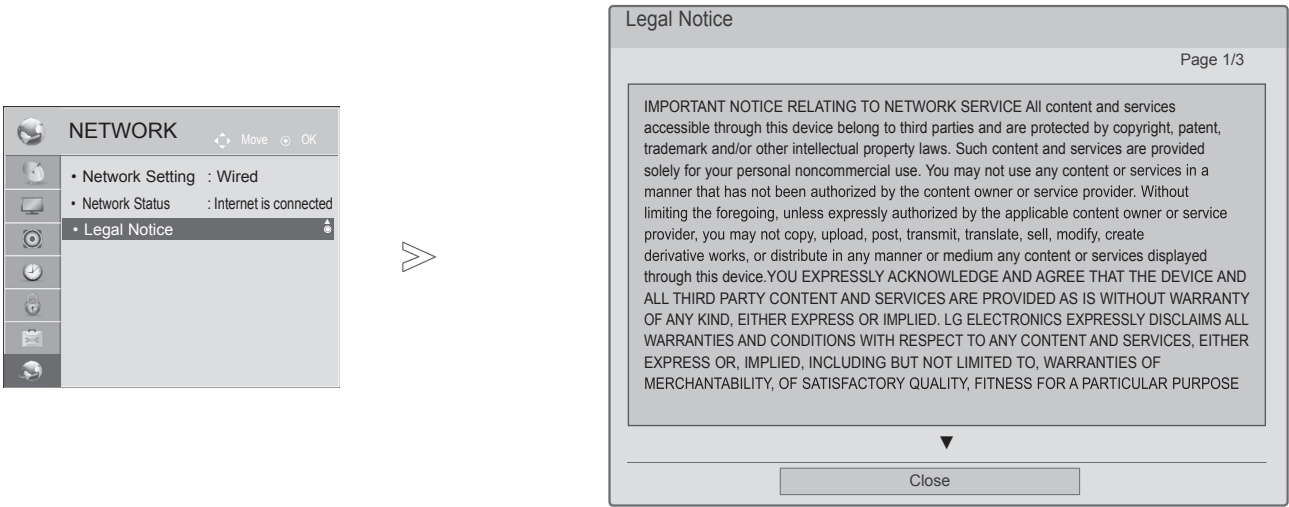 NETWORK
Move OK
• Network Setting : Wired
• Network Status : Internet is connected
• Legal Notice
Legal Notice
Page 1/3
IMPORTANT NOTICE RELATING TO NETWORK SERVICE All content and services
accessible through this device belong to third parties and are protected by copyright, patent,
trademark and/or other intellectual property laws. Such content and services are provided
solely for your personal noncommercial use. You may not use any content or services in a
manner that has not been authorized by the content owner or service provider. Without
limiting the foregoing, unless expressly authorized by the applicable content owner or service
provider, you may not copy, upload, post, transmit, translate, sell, modify, create
derivative works, or distribute in any manner or medium any content or services displayed
through this device.YOU EXPRESSLY ACKNOWLEDGE AND AGREE THAT THE DEVICE AND
ALL THIRD PARTY CONTENT AND SERVICES ARE PROVIDED AS IS WITHOUT WARRANTY
OF ANY KIND, EITHER EXPRESS OR IMPLIED. LG ELECTRONICS EXPRESSLY DISCLAIMS ALL
WARRANTIES AND CONDITIONS WITH RESPECT TO ANY CONTENT AND SERVICES, EITHER
EXPRESS OR, IMPLIED, INCLUDING BUT NOT LIMITED TO, WARRANTIES OF
MERCHANTABILITY, OF SATISFACTORY QUALITY, FITNESS FOR A PARTICULAR PURPOSE
Close